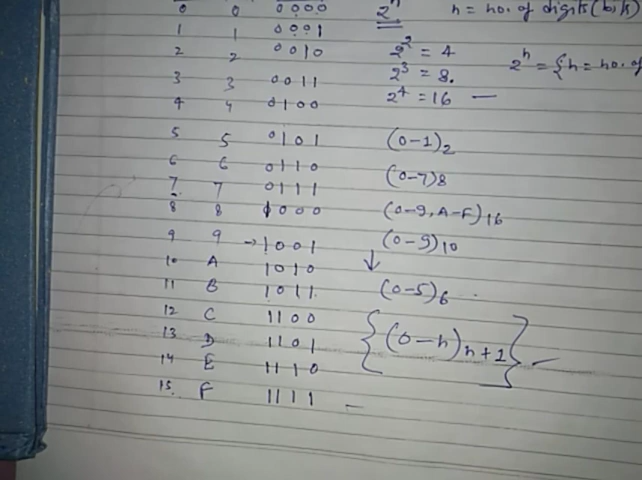 0 0 0000 2^n n = no. of digits (bits)
1 1 0001
2 2 0010 2^2 = 4 2^n = {n = no. of
3 3 0011 2^3 = 8.
4 4 0100 2^4 = 16 —
5 5 0101 (0-1)2
6 6 0110 (0-7)8
7 7 0111
8 8 1000 (0-9, A-F)16
9 9 →1001 (0-9)10
10 A 1010 ↓
11 B 1011 (0-5)6
12 C 1100
13 D 1101 {(0-n)n+1} —
14 E 1110
15. F 1111 —